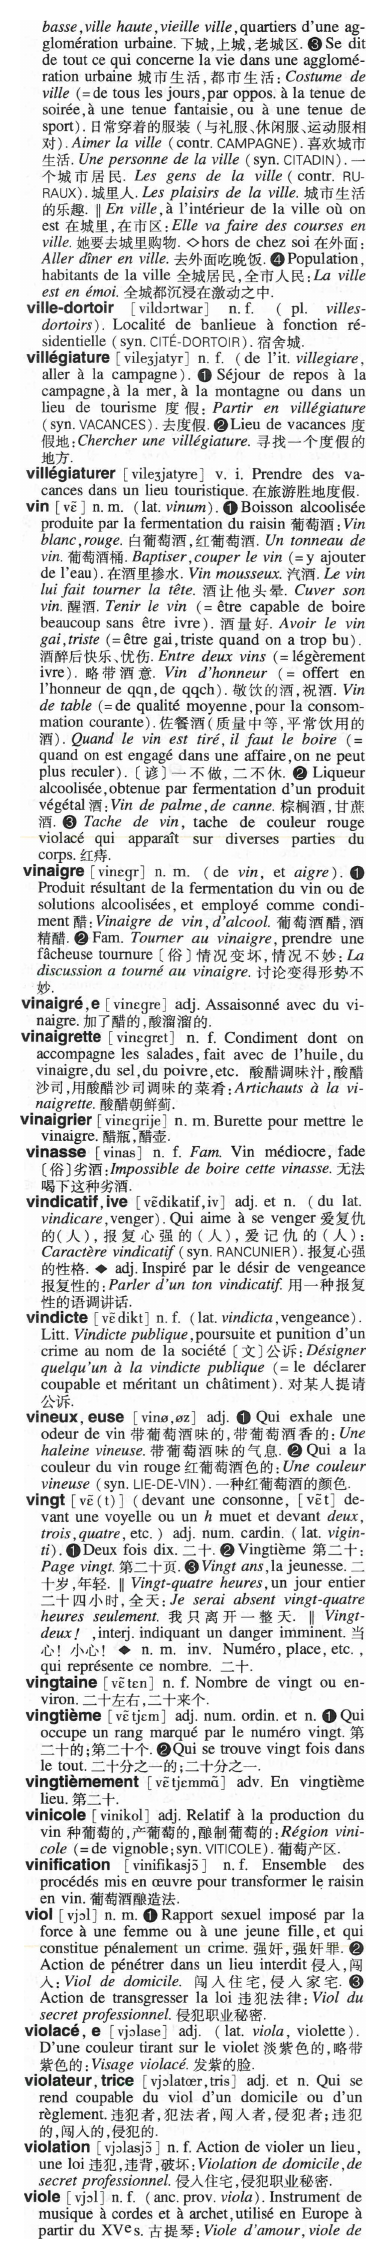 basse, ville haute, vieille ville, quartiers d'une ag-
glomération urbaine. 下城,上城,老城区. ❸ Se dit
de tout ce qui concerne la vie dans une agglomé-
ration urbaine 城市生活,都市生活: Costume de
ville (= de tous les jours, par oppos. à la tenue de
soirée, à une tenue fantaisie, ou à une tenue de
sport). 日常穿着的服装 (与礼服、休闲服、运动服相
对). Aimer la ville (contr. CAMPAGNE). 喜欢城市
生活. Une personne de la ville (syn. CITADIN). 一
个城市居民. Les gens de la ville (contr. RU-
RAUX). 城里人. Les plaisirs de la ville. 城市生活
的乐趣. ‖ En ville, à l'intérieur de la ville où on
est 在城里,在市区: Elle va faire des courses en
ville. 她要去城里购物. ◇hors de chez soi 在外面:
Aller dîner en ville. 去外面吃晚饭. ❹ Population,
habitants de la ville 全城居民,全市人民: La ville
est en émoi. 全城都沉浸在激动之中.
ville-dortoir [vildɔrtwar] n. f. ( pl. villes-
dortoirs). Localité de banlieue à fonction ré-
sidentielle (syn. CITÉ-DORTOIR). 宿舍城.
villégiature [vileʒjatyr] n. f. (de l'it. villegiare,
aller à la campagne). ❶ Séjour de repos à la
campagne, à la mer, à la montagne ou dans un
lieu de tourisme 度假: Partir en villégiature
(syn. VACANCES). 去度假. ❷ Lieu de vacances 度
假地: Chercher une villégiature. 寻找一个度假的
地方.
villégiaturer [vileʒjatyre] v. i. Prendre des va-
cances dans un lieu touristique. 在旅游胜地度假.
vin [vɛ̃] n. m. (lat. vinum). ❶ Boisson alcoolisée
produite par la fermentation du raisin 葡萄酒: Vin
blanc, rouge. 白葡萄酒,红葡萄酒. Un tonneau de
vin. 葡萄酒桶. Baptiser, couper le vin (= y ajouter
de l'eau). 在酒里掺水. Vin mousseux. 汽酒. Le vin
lui fait tourner la tête. 酒让他头晕. Cuver son
vin. 醒酒. Tenir le vin (= être capable de boire
beaucoup sans être ivre). 酒量好. Avoir le vin
gai, triste (= être gai, triste quand on a trop bu).
酒醉后快乐、忧伤. Entre deux vins (= légèrement
ivre). 略带酒意. Vin d'honneur (= offert en
l'honneur de qqn, de qqch). 敬饮的酒,祝酒. Vin
de table (= de qualité moyenne, pour la consom-
mation courante). 佐餐酒(质量中等,平常饮用的
酒). Quand le vin est tiré, il faut le boire (=
quand on est engagé dans une affaire, on ne peut
plus reculer).〔谚〕一不做,二不休. ❷ Liqueur
alcoolisée, obtenue par fermentation d'un produit
végétal 酒: Vin de palme, de canne. 棕榈酒,甘蔗
酒. ❸ Tache de vin, tache de couleur rouge
violacé qui apparaît sur diverses parties du
corps. 红痔.
vinaigre [vinɛgr] n. m. (de vin, et aigre). ❶
Produit résultant de la fermentation du vin ou de
solutions alcoolisées, et employé comme condi-
ment 醋: Vinaigre de vin, d'alcool. 葡萄酒醋,酒
精醋. ❷ Fam. Tourner au vinaigre, prendre une
fâcheuse tournure〔俗〕情况变坏,情况不妙: La
discussion a tourné au vinaigre. 讨论变得形势不
妙.
vinaigré, e [vinɛgre] adj. Assaisonné avec du vi-
naigre. 加了醋的,酸溜溜的.
vinaigrette [vinɛgrɛt] n. f. Condiment dont on
accompagne les salades, fait avec de l'huile, du
vinaigre, du sel, du poivre, etc. 酸醋调味汁,酸醋
沙司,用酸醋沙司调味的菜肴: Artichauts à la vi-
naigrette. 酸醋朝鲜蓟.
vinaigrier [vinɛgrije] n. m. Burette pour mettre le
vinaigre. 醋瓶,醋壶.
vinasse [vinas] n. f. Fam. Vin médiocre, fade
〔俗〕劣酒: Impossible de boire cette vinasse. 无法
喝下这种劣酒.
vindicatif, ive [vɛ̃dikatif, iv] adj. et n. (du lat.
vindicare, venger). Qui aime à se venger 爱复仇
的(人),报复心强的(人),爱记仇的(人):
Caractère vindicatif (syn. RANCUNIER). 报复心强
的性格. ◆ adj. Inspiré par le désir de vengeance
报复性的: Parler d'un ton vindicatif. 用一种报复
性的语调讲话.
vindicte [vɛ̃dikt] n. f. (lat. vindicta, vengeance).
Litt. Vindicte publique, poursuite et punition d'un
crime au nom de la société〔文〕公诉: Désigner
quelqu'un à la vindicte publique (= le déclarer
coupable et méritant un châtiment). 对某人提请
公诉.
vineux, euse [vinø, øz] adj. ❶ Qui exhale une
odeur de vin 带葡萄酒味的,带葡萄酒香的: Une
haleine vineuse. 带葡萄酒味的气息. ❷ Qui a la
couleur du vin rouge 红葡萄酒色的: Une couleur
vineuse (syn. LIE-DE-VIN). 一种红葡萄酒的颜色.
vingt [vɛ̃(t)] (devant une consonne, [vɛ̃t] de-
vant une voyelle ou un h muet et devant deux,
trois, quatre, etc.) adj. num. cardin. (lat. vigin-
ti). ❶ Deux fois dix. 二十. ❷ Vingtième 第二十:
Page vingt. 第二十页. ❸ Vingt ans, la jeunesse. 二
十岁,年轻. ‖ Vingt-quatre heures, un jour entier
二十四小时,全天: Je serai absent vingt-quatre
heures seulement. 我只离开一整天. ‖ Vingt-
deux! , interj. indiquant un danger imminent. 当
心! 小心! ◆ n. m. inv. Numéro, place, etc. ,
qui représente ce nombre. 二十.
vingtaine [vɛ̃tɛn] n. f. Nombre de vingt ou en-
viron. 二十左右,二十来个.
vingtième [vɛ̃tjɛm] adj. num. ordin. et n. ❶ Qui
occupe un rang marqué par le numéro vingt. 第
二十的;第二十个. ❷ Qui se trouve vingt fois dans
le tout. 二十分之一的;二十分之一.
vingtièmement [vɛ̃tjɛmmɑ̃] adv. En vingtième
lieu. 第二十.
vinicole [vinikɔl] adj. Relatif à la production du
vin 种葡萄的,产葡萄的,酿制葡萄的: Région vini-
cole (= de vignoble; syn. VITICOLE). 葡萄产区.
vinification [vinifikasjɔ̃] n. f. Ensemble des
procédés mis en œuvre pour transformer le raisin
en vin. 葡萄酒酿造法.
viol [vjɔl] n. m. ❶ Rapport sexuel imposé par la
force à une femme ou à une jeune fille, et qui
constitue pénalement un crime. 强奸,强奸罪. ❷
Action de pénétrer dans un lieu interdit 侵入,闯
入: Viol de domicile. 闯入住宅,侵入家宅. ❸
Action de transgresser la loi 违犯法律: Viol du
secret professionnel. 侵犯职业秘密.
violacé, e [vjɔlase] adj. (lat. viola, violette).
D'une couleur tirant sur le violet 淡紫色的,略带
紫色的: Visage violacé. 发紫的脸.
violateur, trice [vjɔlatœr, tris] adj. et n. Qui se
rend coupable du viol d'un domicile ou d'un
règlement. 违犯者,犯法者,闯入者,侵犯者;违犯
的,闯入的,侵犯的.
violation [vjɔlasjɔ̃] n. f. Action de violer un lieu,
une loi 违犯,违背,破坏: Violation de domicile, de
secret professionnel. 侵入住宅,侵犯职业秘密.
viole [vjɔl] n. f. (anc. prov. viola). Instrument de
musique à cordes et à archet, utilisé en Europe à
partir du XVe s. 古提琴: Viole d'amour, viole de